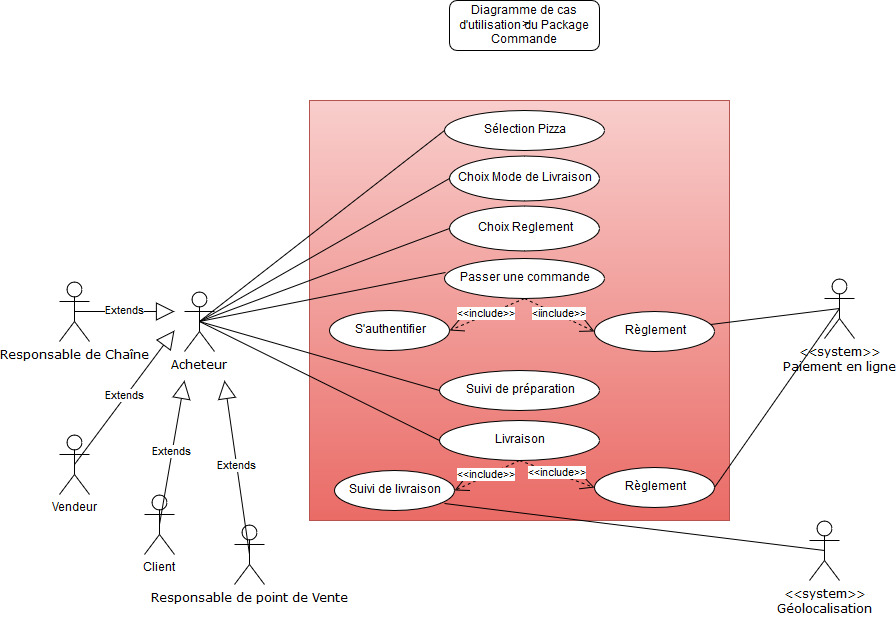 Diagramme de cas
d'utilisation du Package
Commande
Sélection Pizza
Choix Mode de Livraison
Choix Reglement
Passer une commande
<<include>>
<<iinclude>>
S'authentifier
Règlement
Extends
Responsable de Chaîne
Acheteur
<<system>>
Paiement en ligne
Extends
Suivi de préparation
Livraison
Extends
Extends
<<include>>
<<include>>
Suivi de livraison
Règlement
Vendeur
Client
Responsable de point de Vente
<<system>>
Géolocalisation